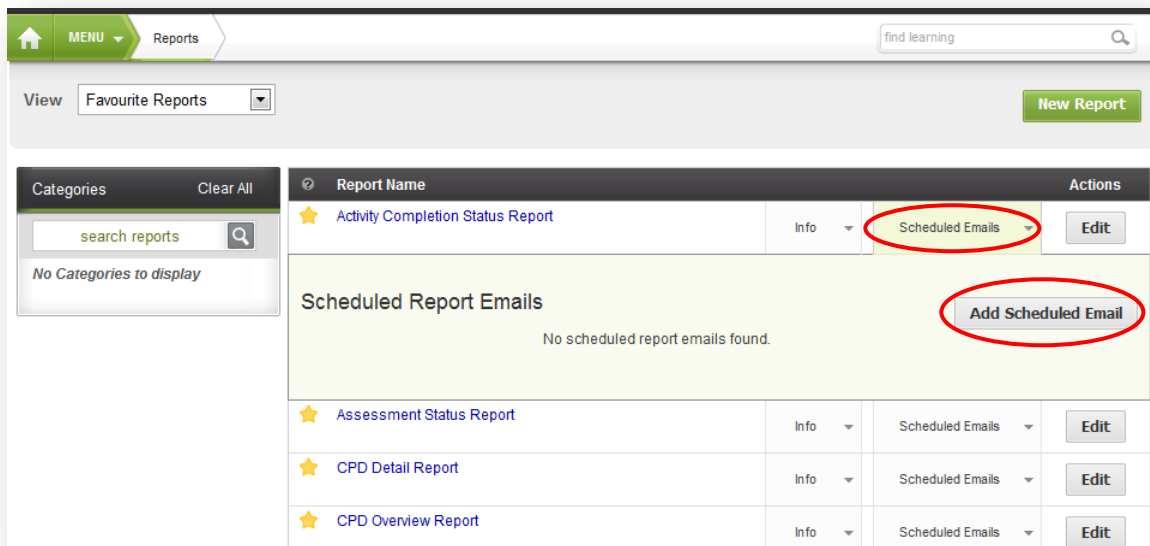 MENU Reports find learning
View Favourite Reports New Report
Categories Clear All
search reports
No Categories to display
? Report Name Actions
Activity Completion Status Report Info Scheduled Emails Edit
Scheduled Report Emails Add Scheduled Email
No scheduled report emails found.
Assessment Status Report Info Scheduled Emails Edit
CPD Detail Report Info Scheduled Emails Edit
CPD Overview Report Info Scheduled Emails Edit